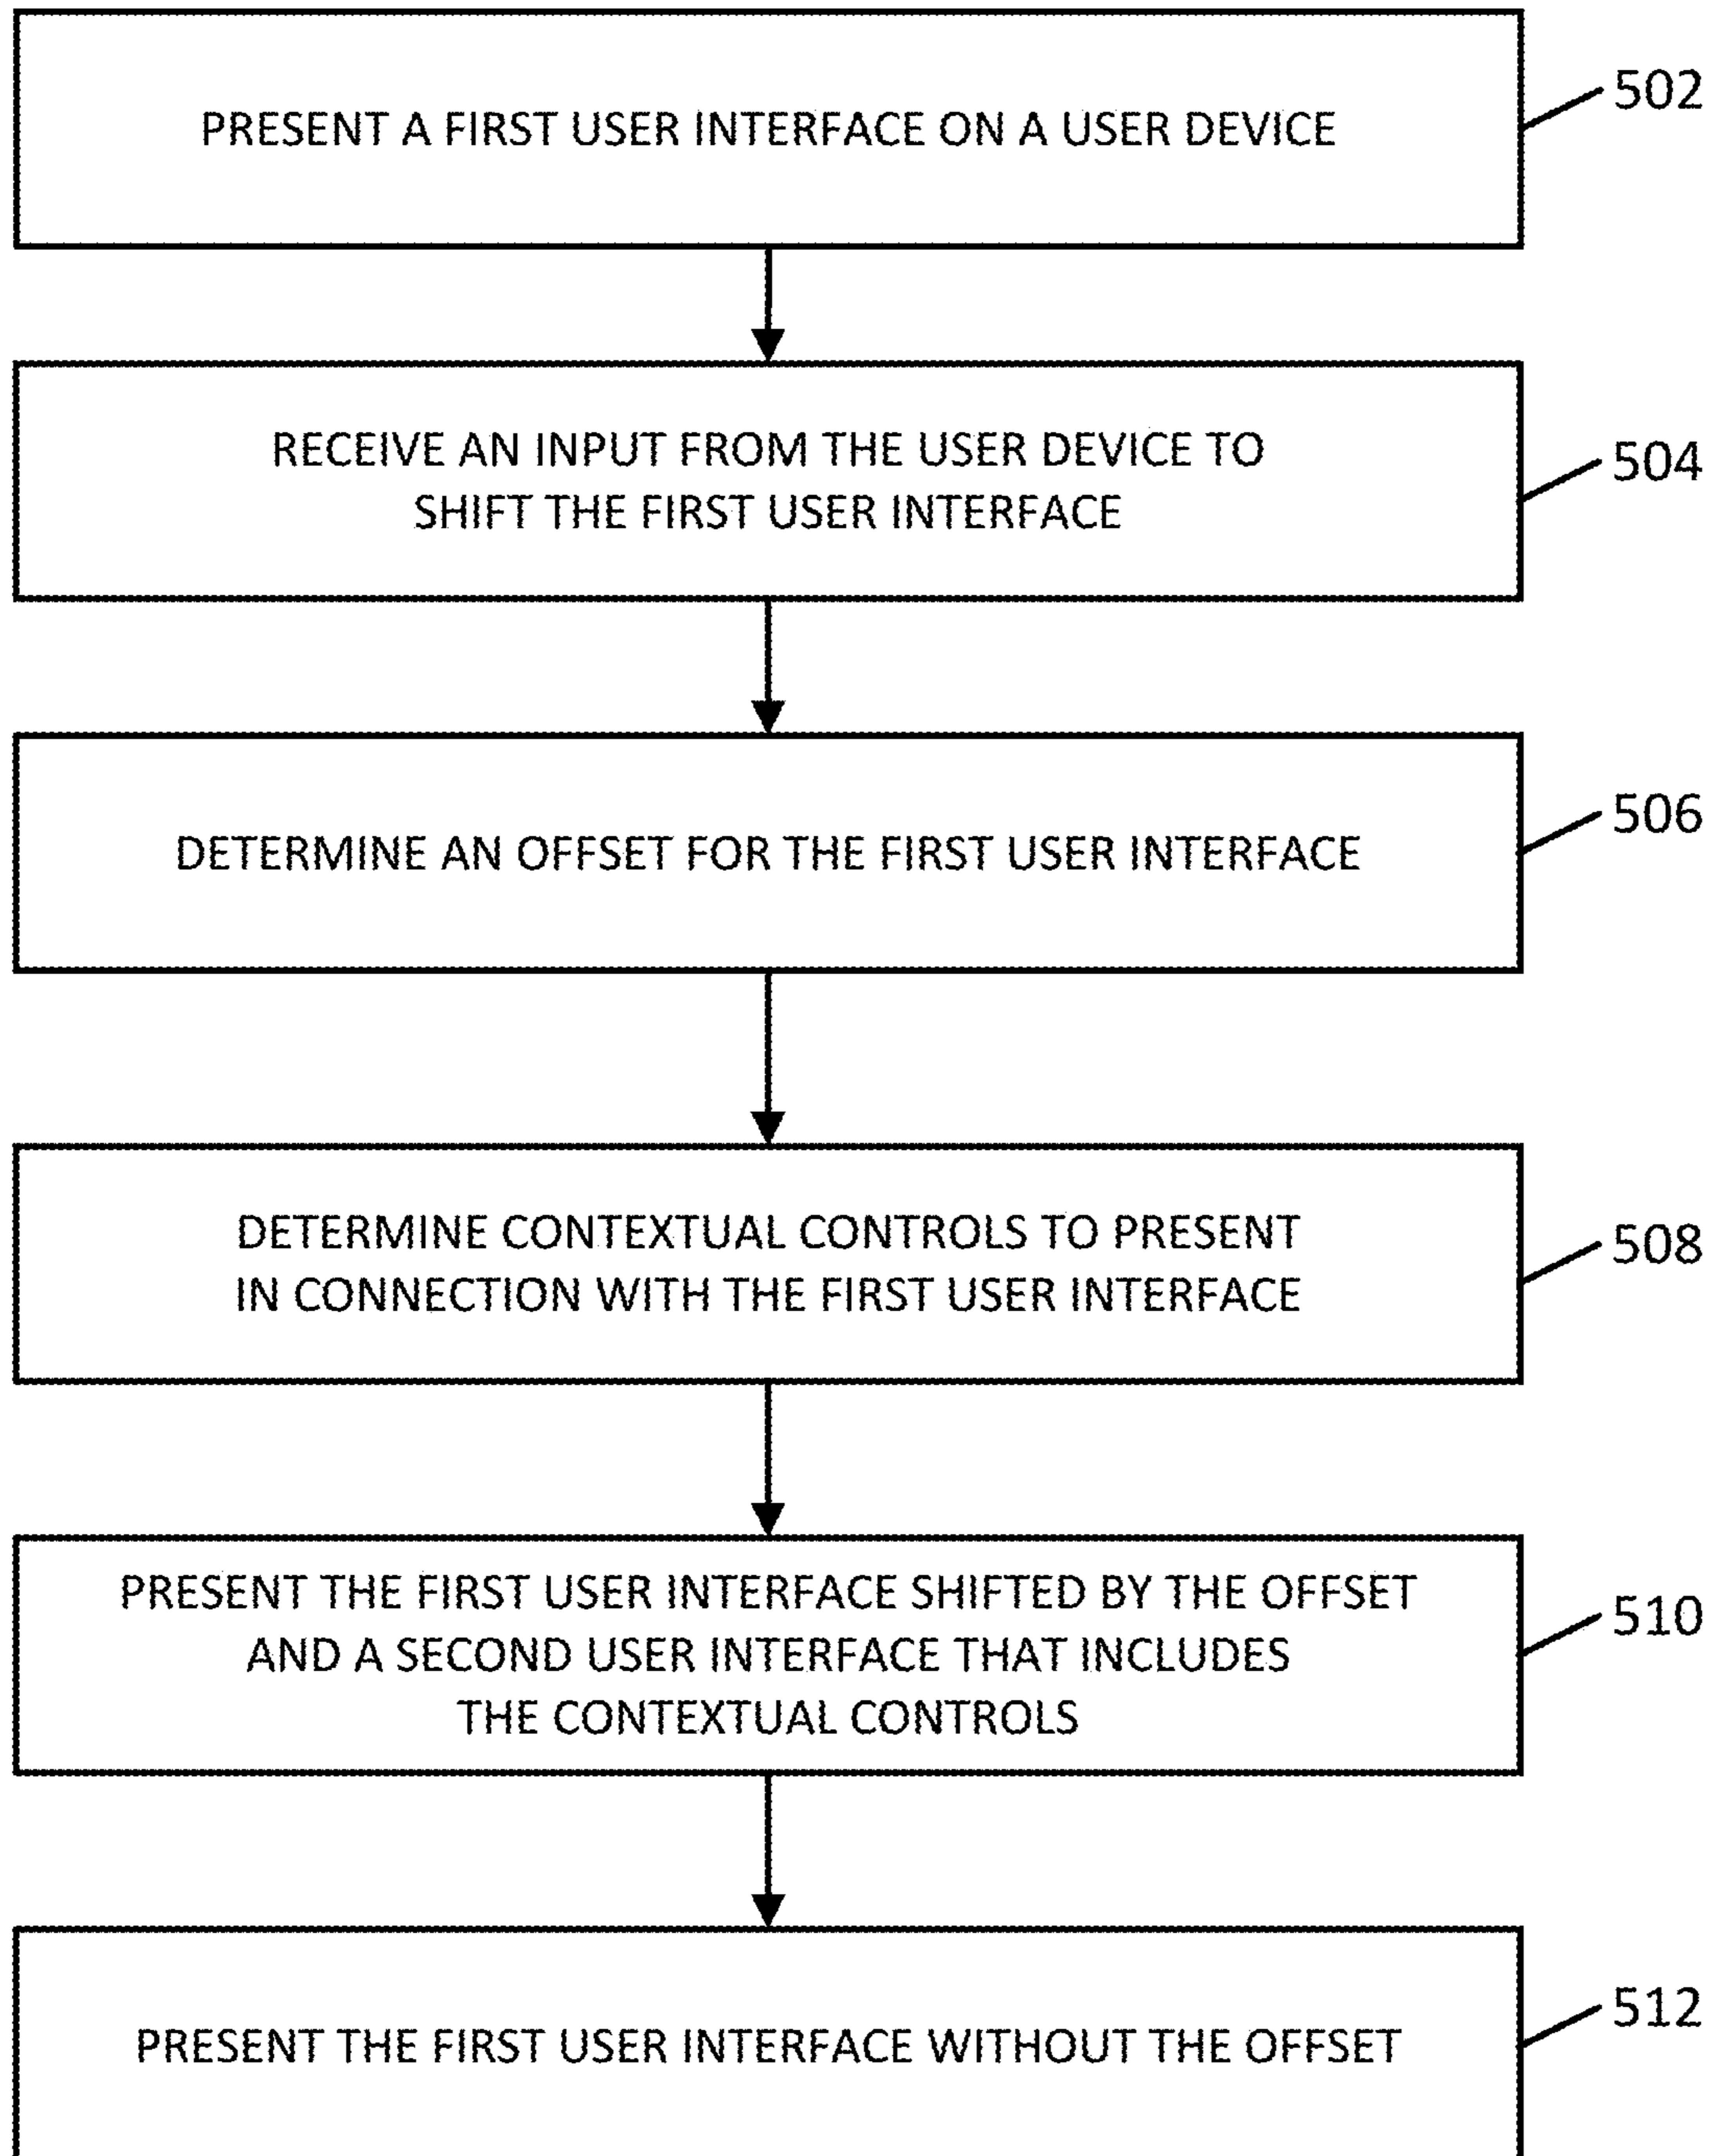 PRESENT A FIRST USER INTERFACE ON A USER DEVICE
502
RECEIVE AN INPUT FROM THE USER DEVICE TO
SHIFT THE FIRST USER INTERFACE
504
DETERMINE AN OFFSET FOR THE FIRST USER INTERFACE
506
DETERMINE CONTEXTUAL CONTROLS TO PRESENT
IN CONNECTION WITH THE FIRST USER INTERFACE
508
PRESENT THE FIRST USER INTERFACE SHIFTED BY THE OFFSET
AND A SECOND USER INTERFACE THAT INCLUDES
THE CONTEXTUAL CONTROLS
510
PRESENT THE FIRST USER INTERFACE WITHOUT THE OFFSET
512